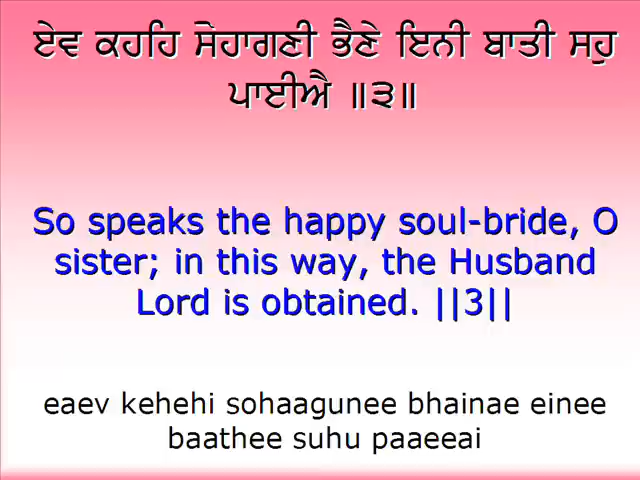 ਏਵ ਕਹਹਿ ਸੋਹਾਗਣੀ ਭੈਣੇ ਇਨੀ ਬਾਤੀ ਸਹੁ
ਪਾਈਐ ॥੩॥
So speaks the happy soul-bride, O
sister; in this way, the Husband
Lord is obtained. ||3||
eaev kehehi sohaagunee bhainae einee
baathee suhu paaeeai